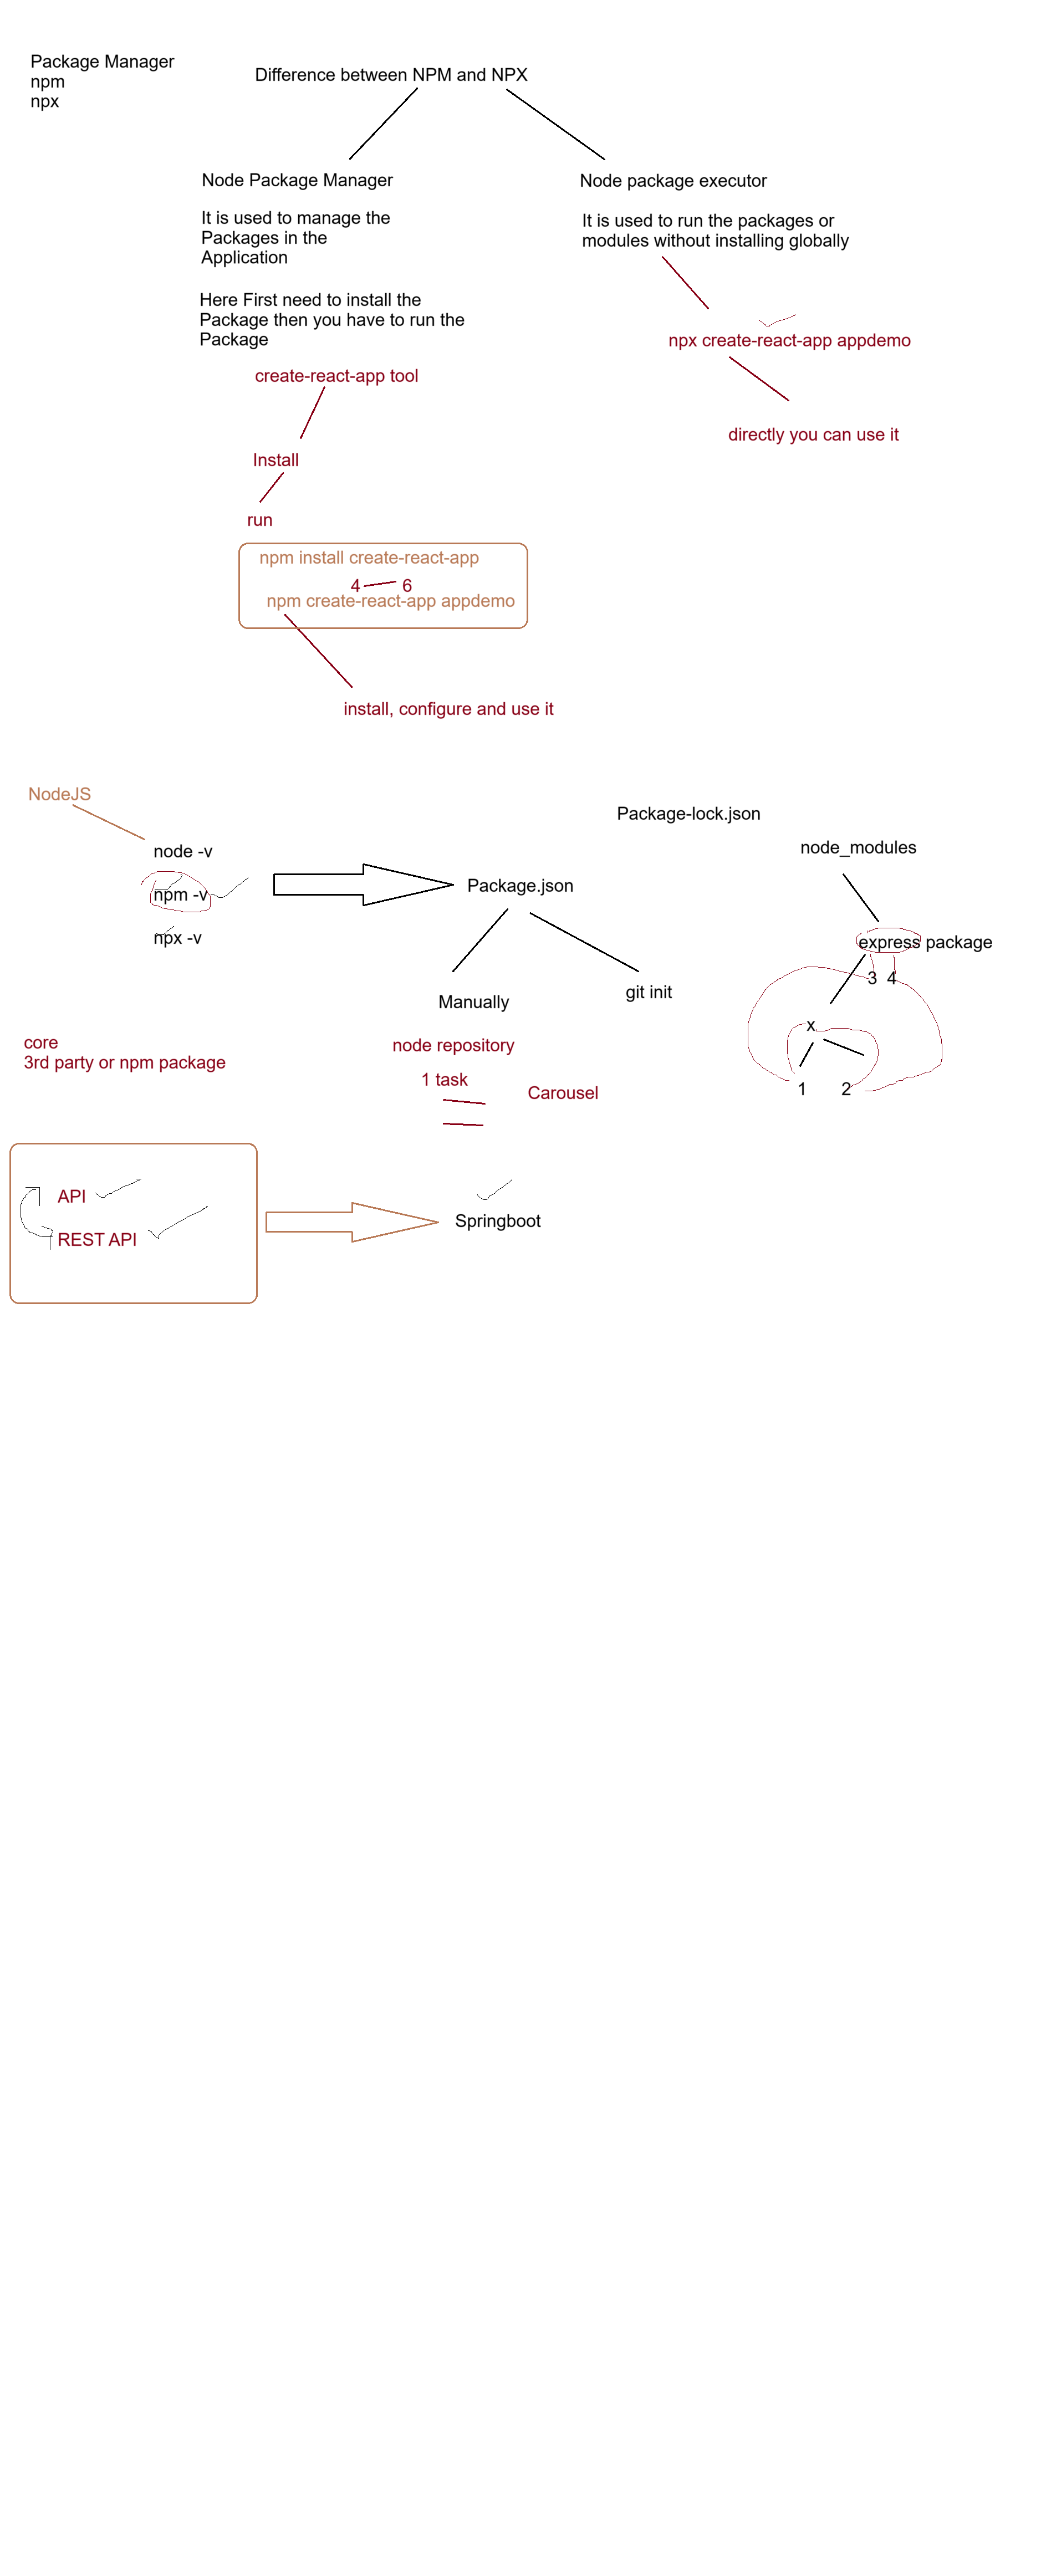 Package Manager
npm
npx
Difference between NPM and NPX
Node Package Manager
It is used to manage the
Packages in the
Application
Here First need to install the
Package then you have to run the
Package
create-react-app tool
Install
run
npm install create-react-app
4 6
npm create-react-app appdemo
install, configure and use it
Node package executor
It is used to run the packages or
modules without installing globally
npx create-react-app appdemo
directly you can use it
NodeJS
node -v
npm -v
npx -v
Package.json
Manually
git init
Package-lock.json
node_modules
express package
3 4
x
1 2
core
3rd party or npm package
node repository
1 task
Carousel
API
REST API
Springboot